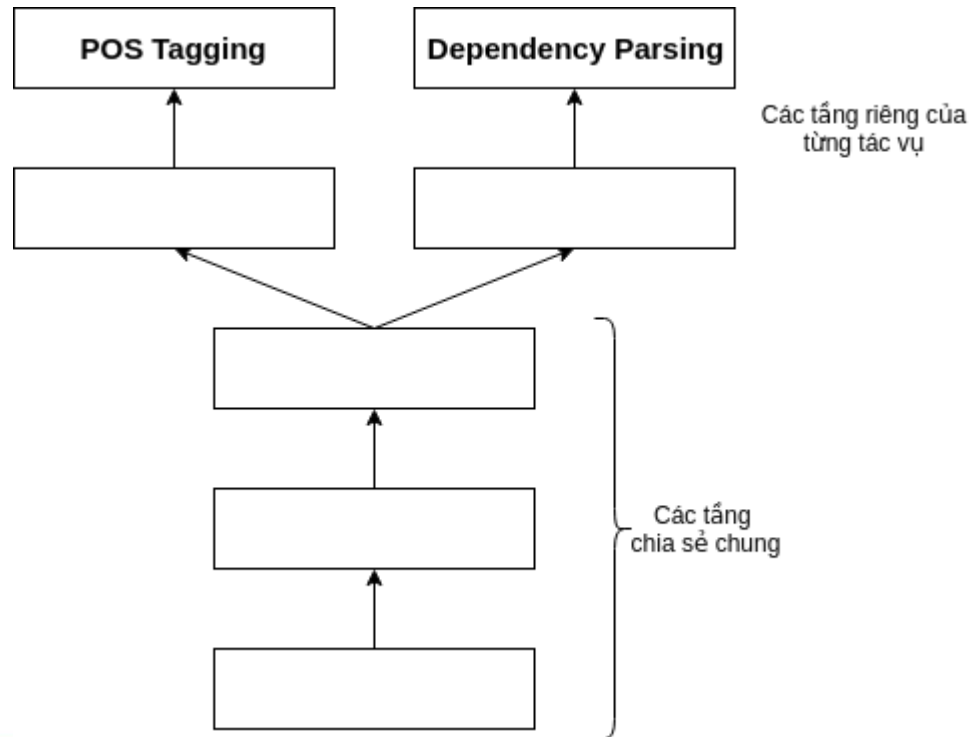 POS Tagging
Dependency Parsing
Các tầng riêng của
từng tác vụ
Các tầng
chia sẻ chung